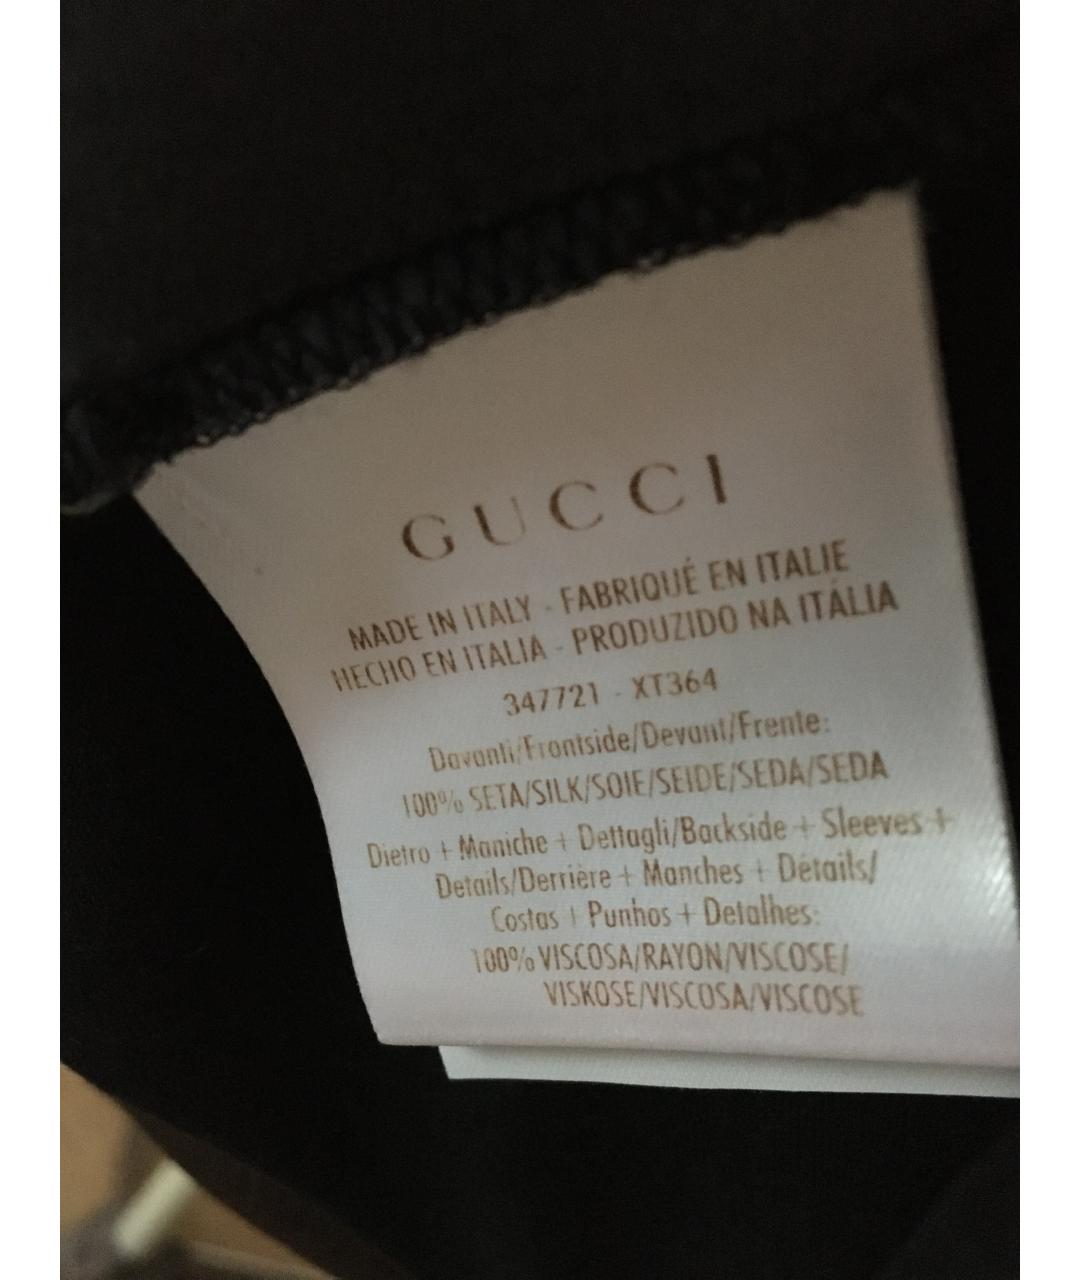 GUCCI
MADE IN ITALY - FABRIQUÉ EN ITALIE
HECHO EN ITALIA - PRODUZIDO NA ITÁLIA
347721 - XT364
Davanti/Frontside/Devant/Frente:
100% SETA/SILK/SOIE/SEIDE/SEDA/SEDA
Dietro + Maniche + Dettagli/Backside + Sleeves +
Details/Derrière + Manches + Détails/
Costas + Punhos + Detalhes:
100% VISCOSA/RAYON/VISCOSE/
VISKOSE/VISCOSA/VISCOSE